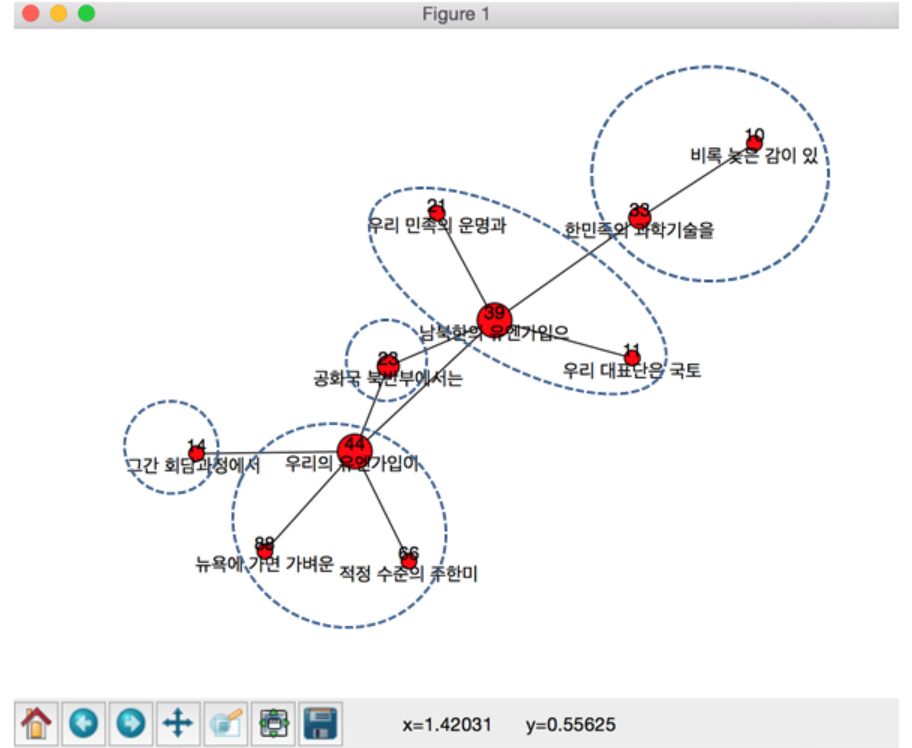 Figure 1
10
비록 늦은 감이 있
21
우리 민족의 운명과
33
한민족의 과학기술을
39
남북한의 유엔가입으
11
우리 대표단은 국토
23
공화국 북반부에서는
44
우리의 유엔가입이
14
그간 회담과정에서
88
뉴욕에 가면 가벼운
66
적정 수준의 주한미
x=1.42031 y=0.55625